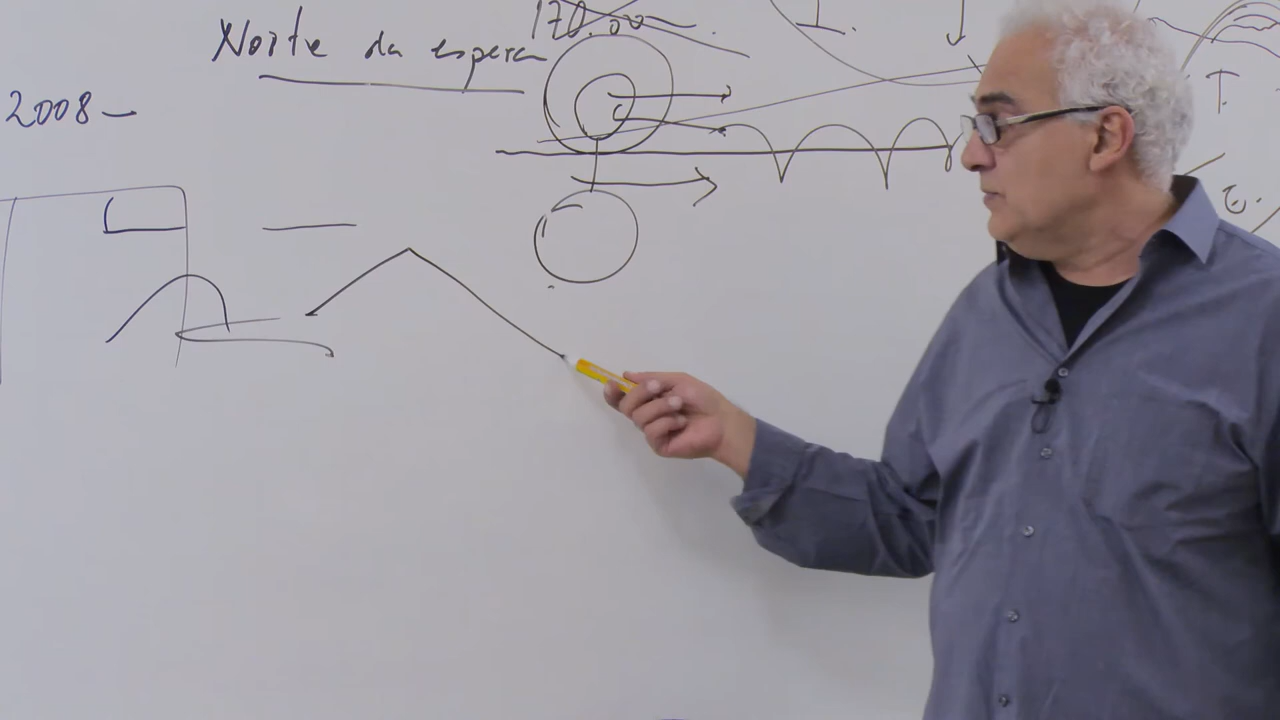 170.00
Noite da espera
2008 —
I.
T.